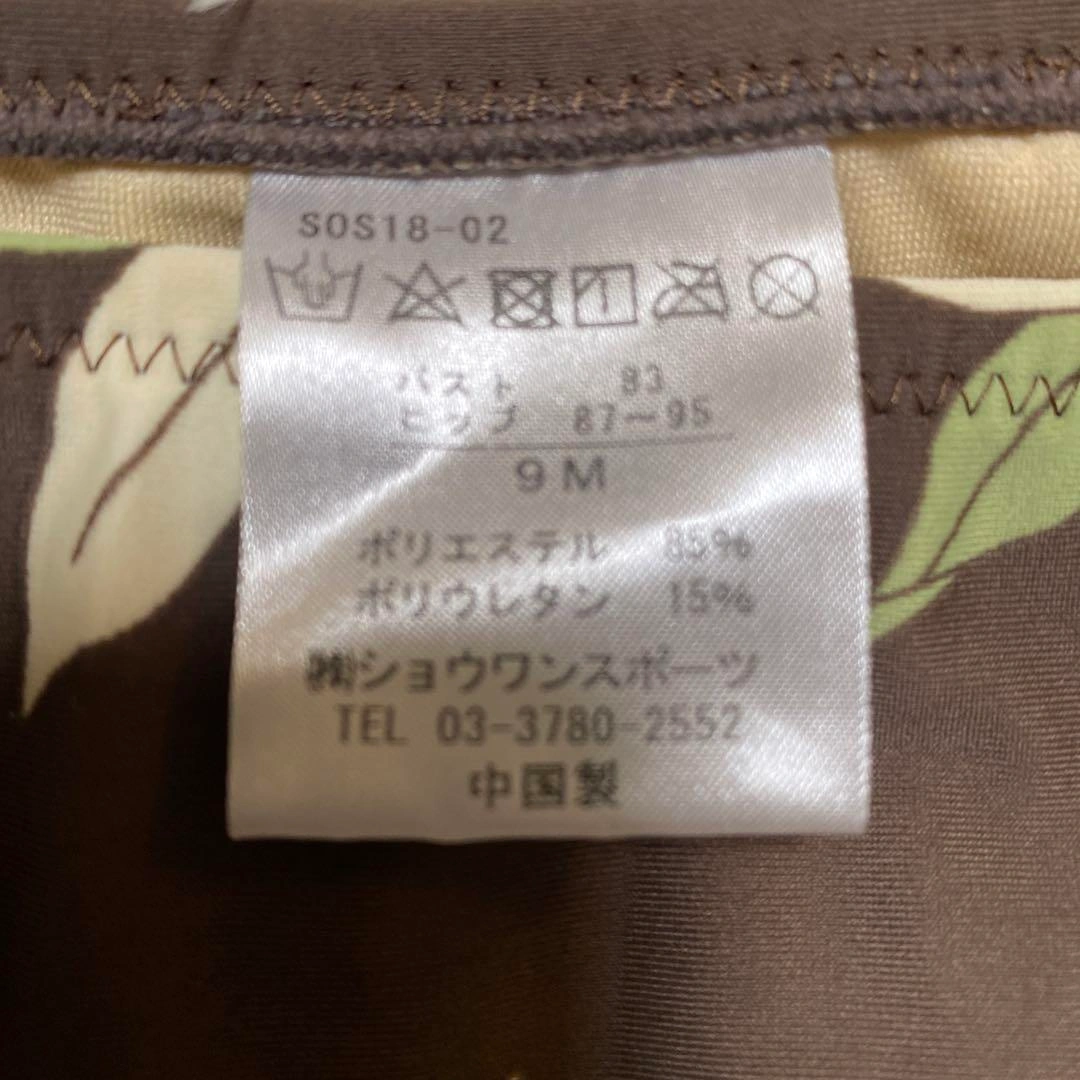 SOS18-02
バスト 83
ヒップ 87〜95
9M
ポリエステル 85%
ポリウレタン 15%
㈱ショウワンスポーツ
TEL 03-3780-2552
中国製